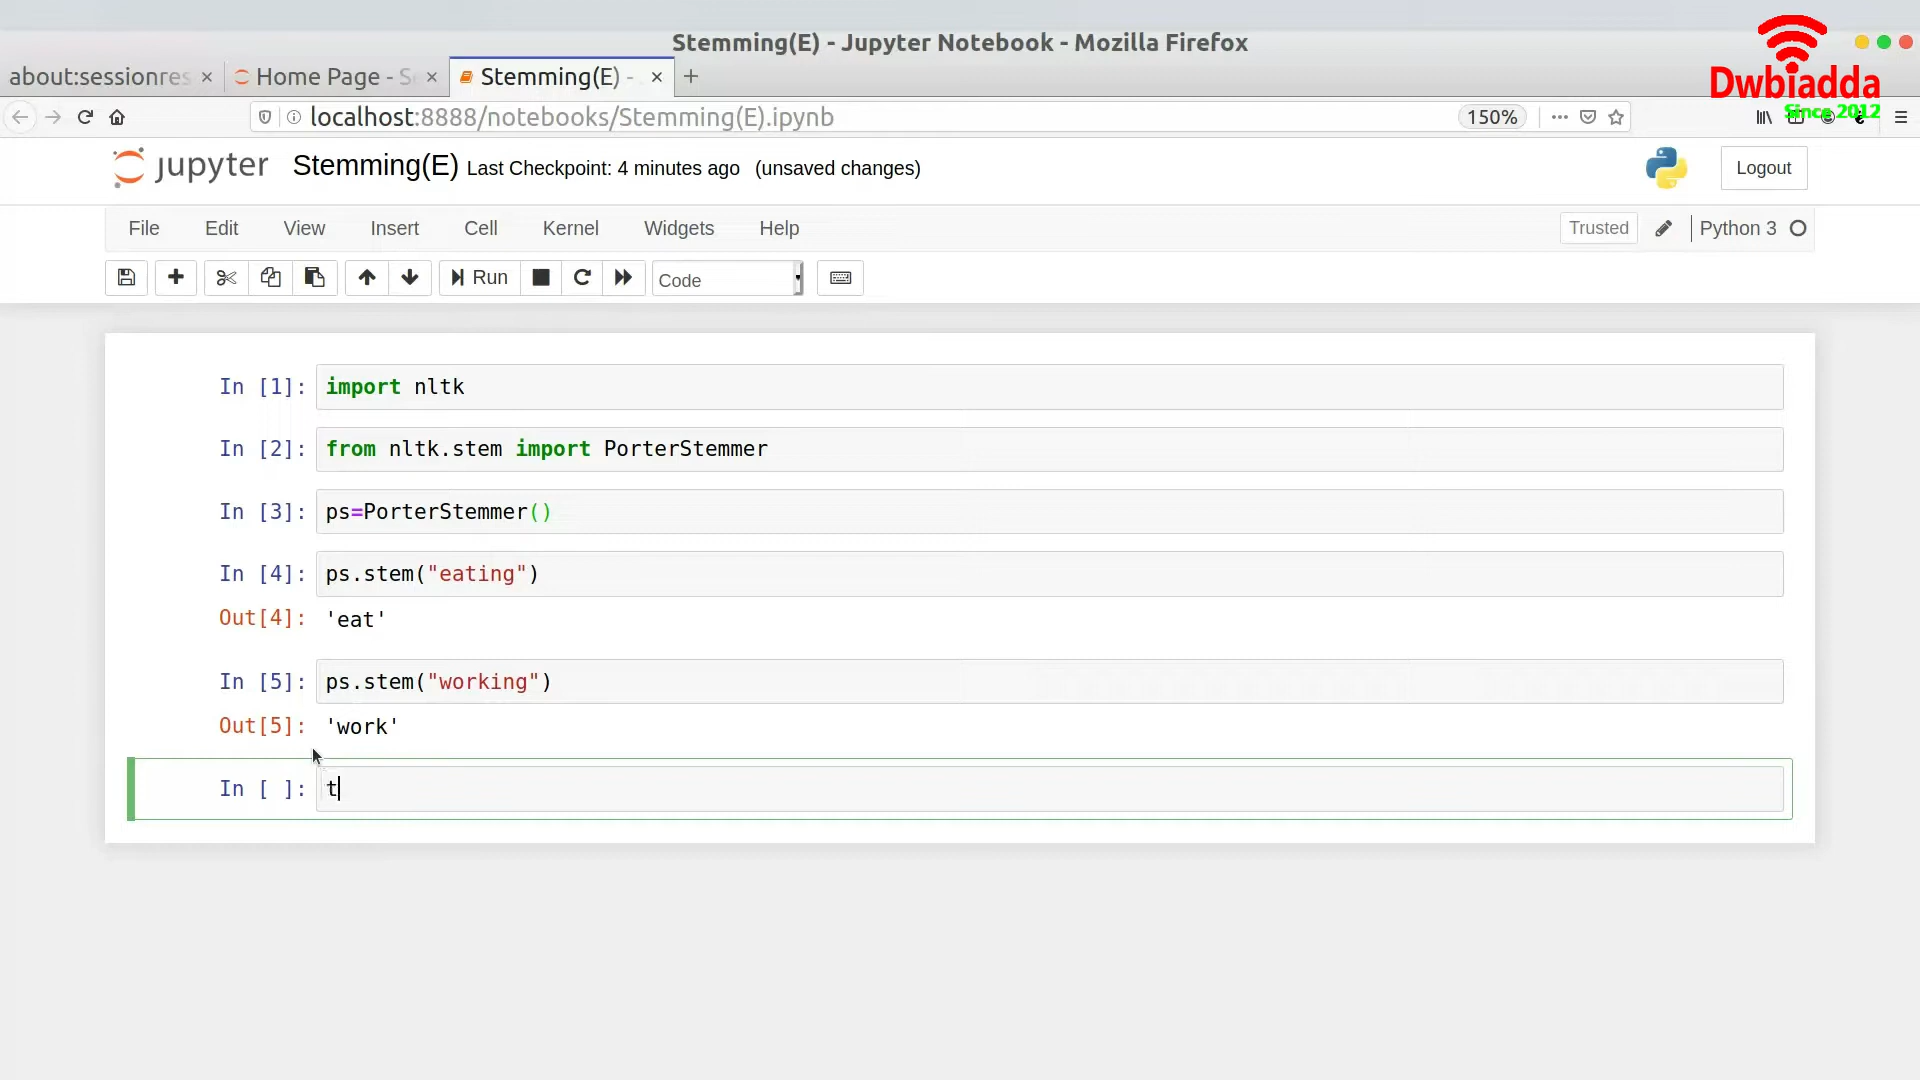 Stemming(E) - Jupyter Notebook - Mozilla Firefox
Dwbiadda
Since 2012
about:sessionres × Home Page - S × Stemming(E) - × +
localhost:8888/notebooks/Stemming(E).ipynb 150%
jupyter Stemming(E) Last Checkpoint: 4 minutes ago (unsaved changes) Logout
File Edit View Insert Cell Kernel Widgets Help Trusted Python 3
Run Code
In [1]: import nltk
In [2]: from nltk.stem import PorterStemmer
In [3]: ps=PorterStemmer()
In [4]: ps.stem("eating")
Out[4]: 'eat'
In [5]: ps.stem("working")
Out[5]: 'work'
In [ ]: t